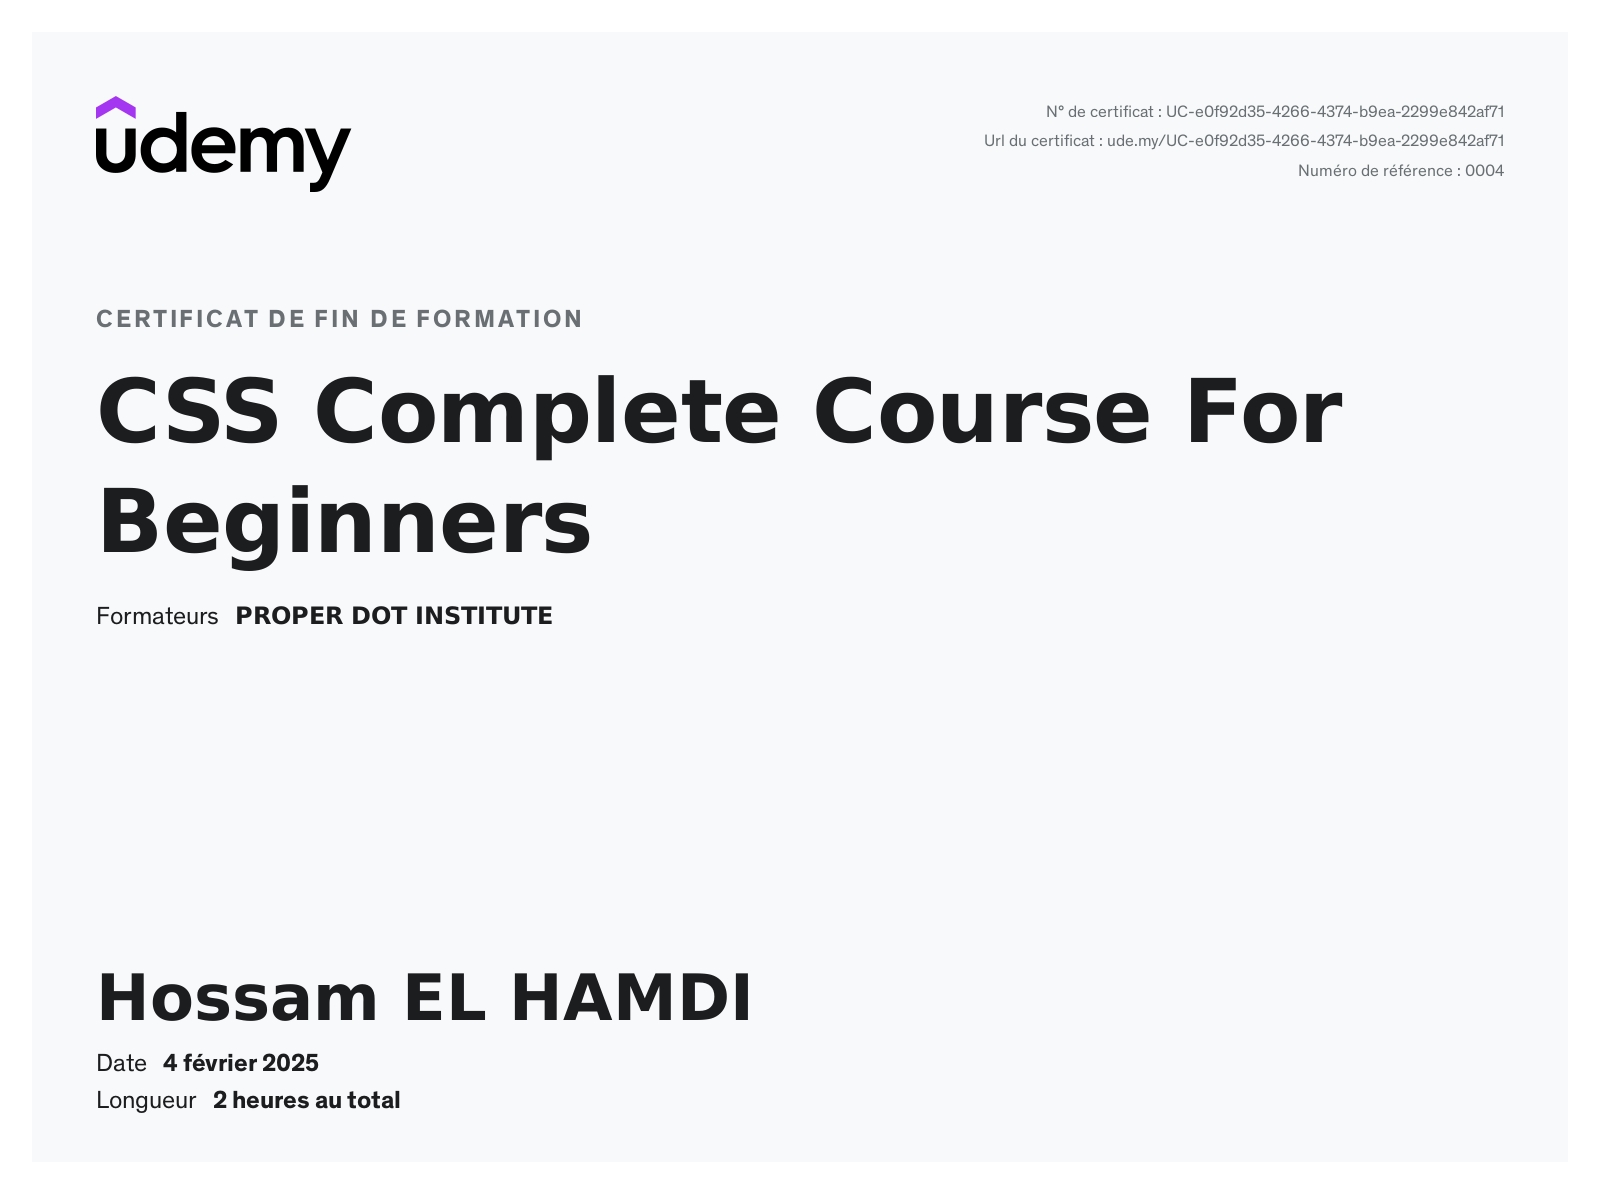 udemy
N° de certificat : UC-e0f92d35-4266-4374-b9ea-2299e842af71
Url du certificat : ude.my/UC-e0f92d35-4266-4374-b9ea-2299e842af71
Numéro de référence : 0004
CERTIFICAT DE FIN DE FORMATION
CSS Complete Course For
Beginners
Formateurs PROPER DOT INSTITUTE
Hossam EL HAMDI
Date 4 février 2025
Longueur 2 heures au total